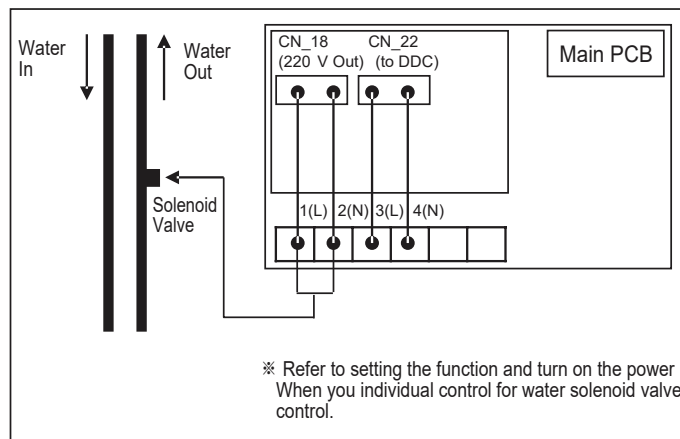 Water
In
Water
Out
CN_18
(220 V Out)
CN_22
(to DDC)
Main PCB
Solenoid
Valve
1(L) 2(N) 3(L) 4(N)
※ Refer to setting the function and turn on the power
When you individual control for water solenoid valve
control.